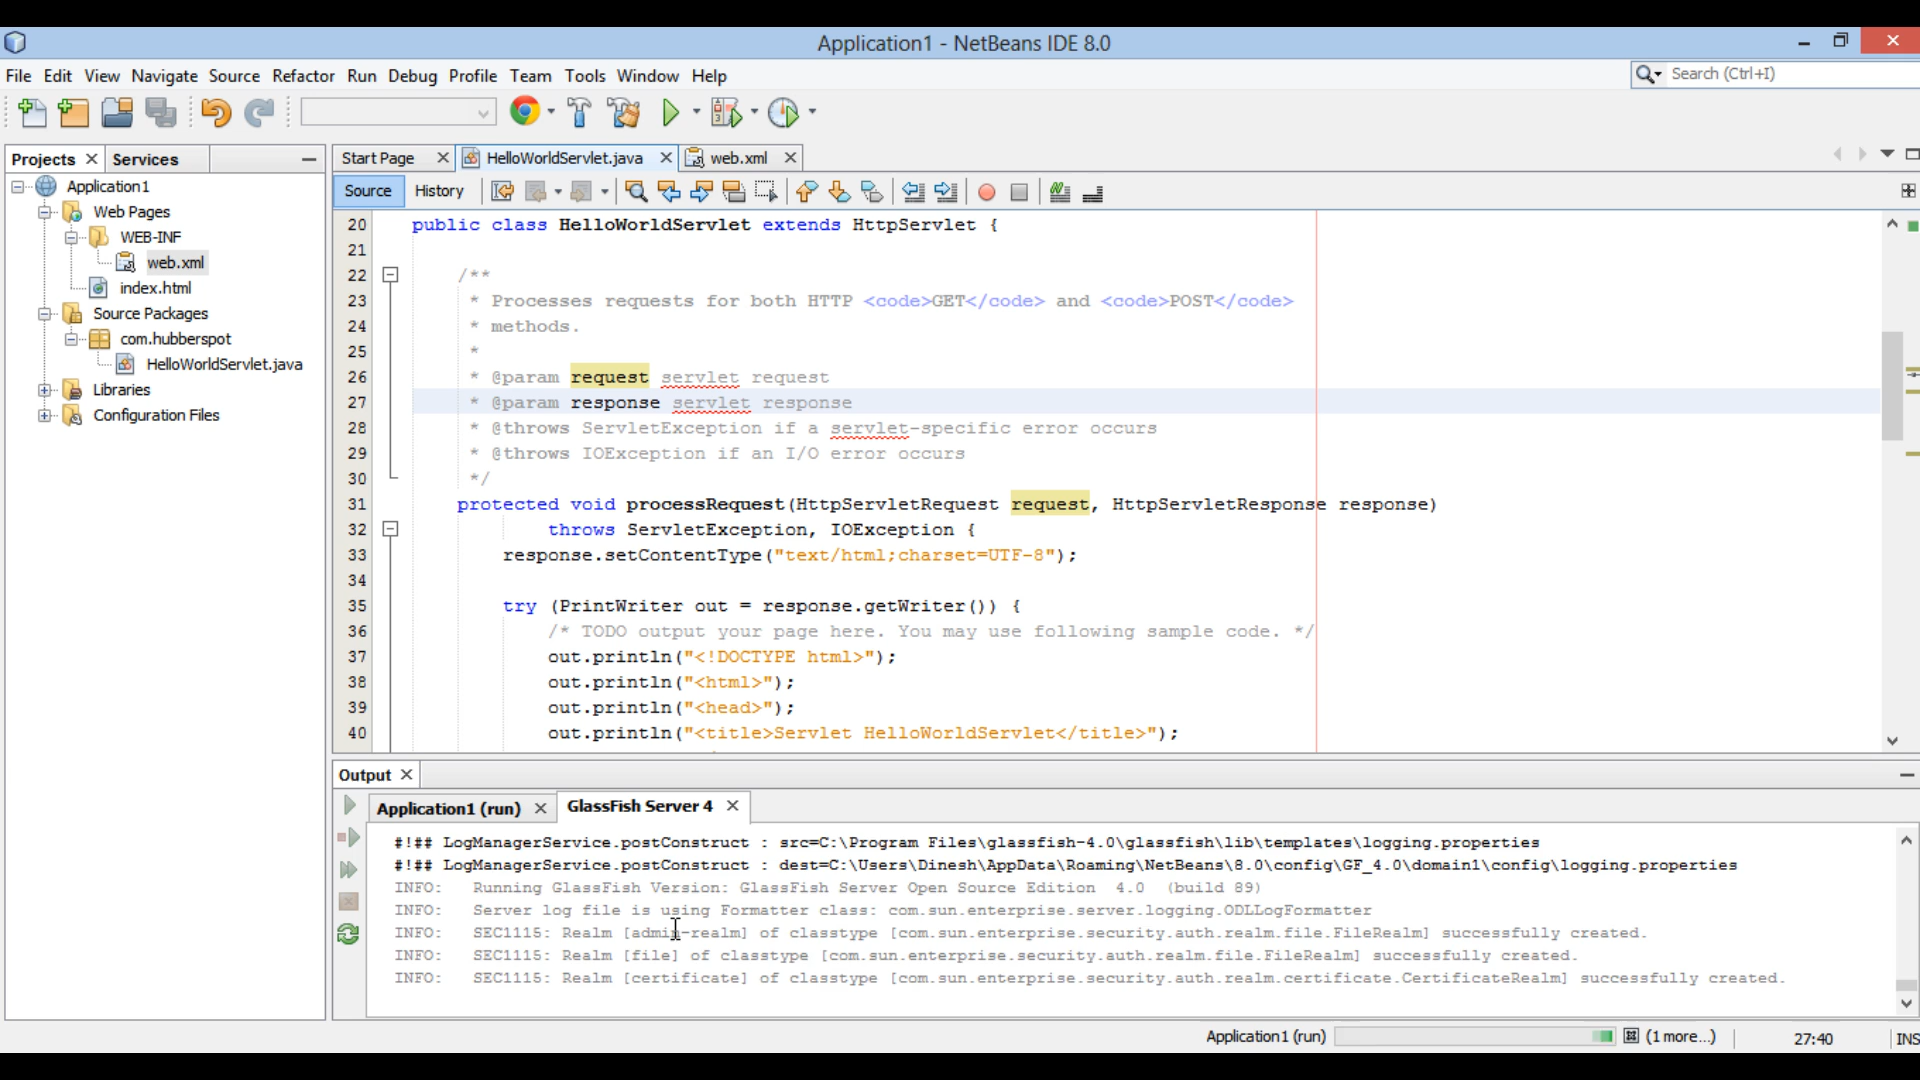 Application1 - NetBeans IDE 8.0
File Edit View Navigate Source Refactor Run Debug Profile Team Tools Window Help
Search (Ctrl+I)
Projects Services
Start Page HelloWorldServlet.java web.xml
Source History
Application1
Web Pages
WEB-INF
web.xml
index.html
Source Packages
com.hubberspot
HelloWorldServlet.java
Libraries
Configuration Files
20 public class HelloWorldServlet extends HttpServlet {
21
22 /**
23 * Processes requests for both HTTP <code>GET</code> and <code>POST</code>
24 * methods.
25 *
26 * @param request servlet request
27 * @param response servlet response
28 * @throws ServletException if a servlet-specific error occurs
29 * @throws IOException if an I/O error occurs
30 */
31 protected void processRequest(HttpServletRequest request, HttpServletResponse response)
32 throws ServletException, IOException {
33 response.setContentType("text/html;charset=UTF-8");
34
35 try (PrintWriter out = response.getWriter()) {
36 /* TODO output your page here. You may use following sample code. */
37 out.println("<!DOCTYPE html>");
38 out.println("<html>");
39 out.println("<head>");
40 out.println("<title>Servlet HelloWorldServlet</title>");
Output
Application1 (run) GlassFish Server 4
#!## LogManagerService.postConstruct : src=C:\Program Files\glassfish-4.0\glassfish\lib\templates\logging.properties
#!## LogManagerService.postConstruct : dest=C:\Users\Dinesh\AppData\Roaming\NetBeans\8.0\config\GF_4.0\domain1\config\logging.properties
INFO: Running GlassFish Version: GlassFish Server Open Source Edition 4.0 (build 89)
INFO: Server log file is using Formatter class: com.sun.enterprise.server.logging.ODLLogFormatter
INFO: SEC1115: Realm [admin-realm] of classtype [com.sun.enterprise.security.auth.realm.file.FileRealm] successfully created.
INFO: SEC1115: Realm [file] of classtype [com.sun.enterprise.security.auth.realm.file.FileRealm] successfully created.
INFO: SEC1115: Realm [certificate] of classtype [com.sun.enterprise.security.auth.realm.certificate.CertificateRealm] successfully created.
Application1 (run) (1 more...) 27:40 INS